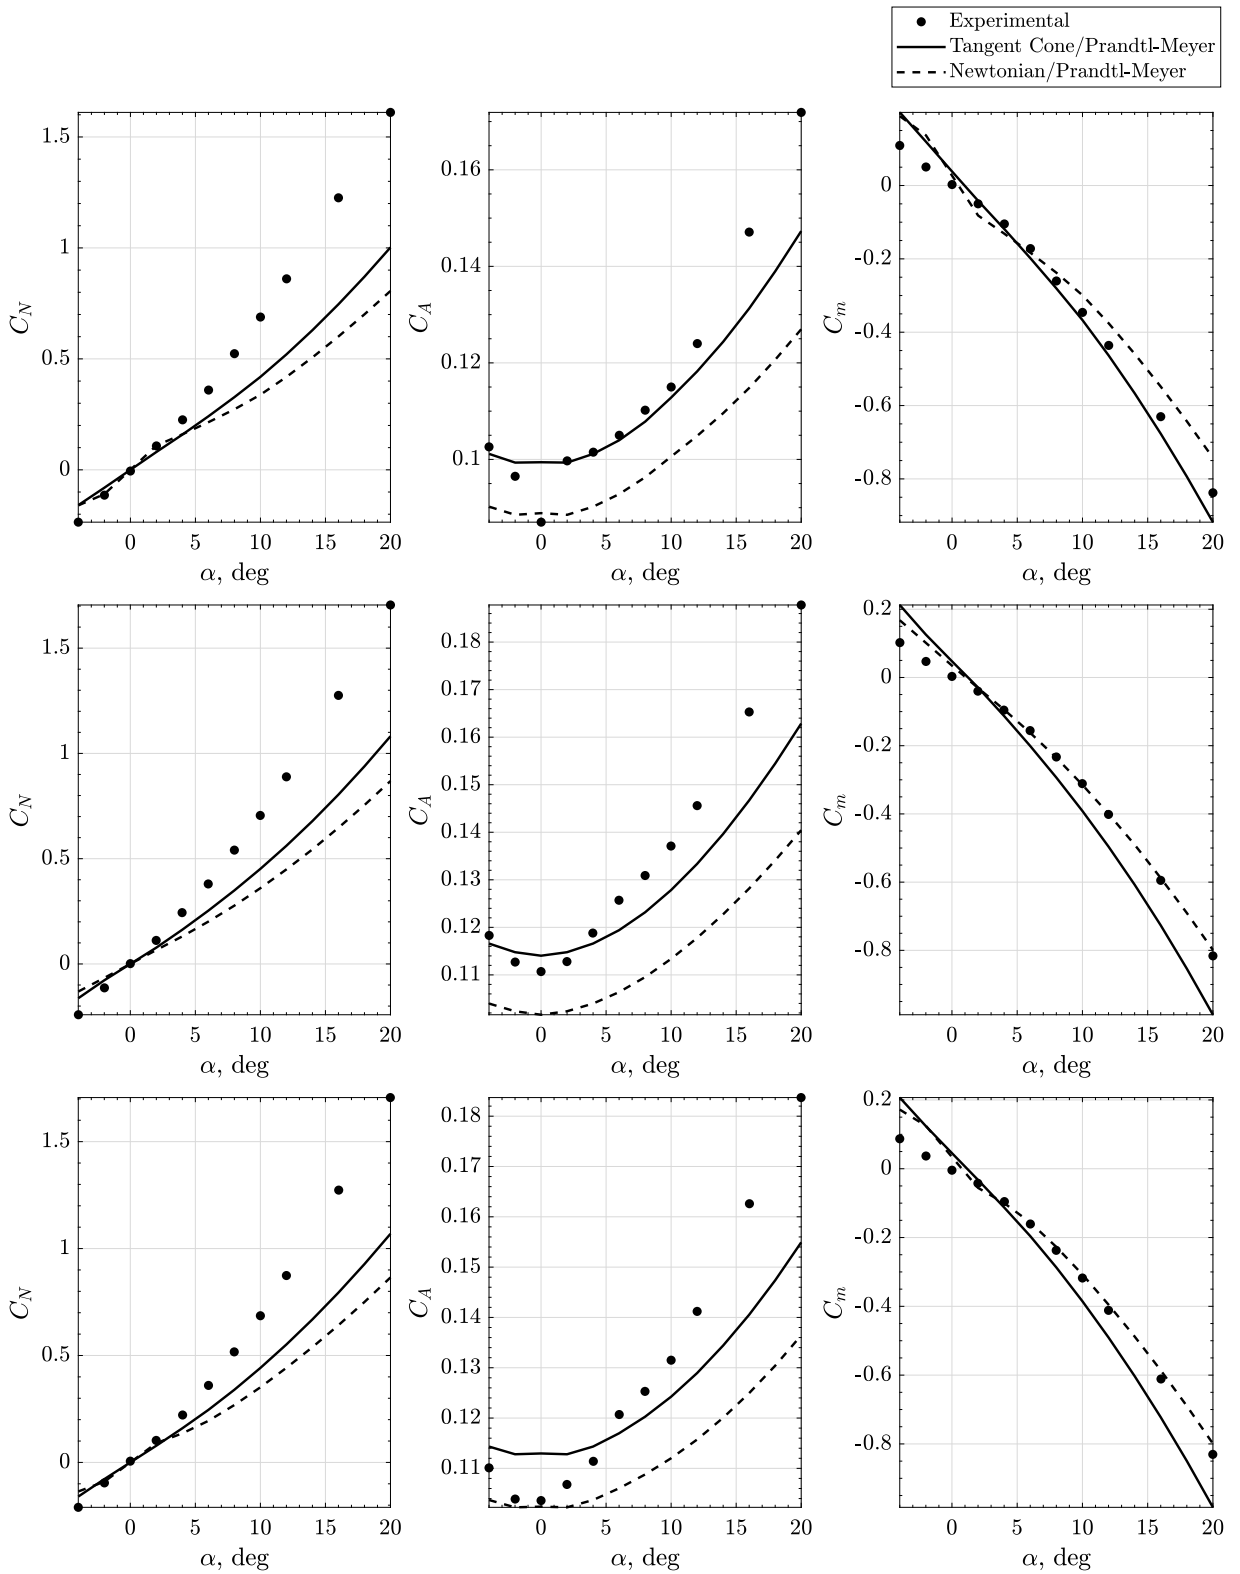 Experimental
Tangent Cone/Prandtl-Meyer
Newtonian/Prandtl-Meyer
1.5
1
0.5
0
C_N
0 5 10 15 20
α, deg
0.16
0.14
0.12
0.1
C_A
0 5 10 15 20
α, deg
0
-0.2
-0.4
-0.6
-0.8
C_m
0 5 10 15 20
α, deg
1.5
1
0.5
0
C_N
0 5 10 15 20
α, deg
0.18
0.17
0.16
0.15
0.14
0.13
0.12
0.11
C_A
0 5 10 15 20
α, deg
0.2
0
-0.2
-0.4
-0.6
-0.8
C_m
0 5 10 15 20
α, deg
1.5
1
0.5
0
C_N
0 5 10 15 20
α, deg
0.18
0.17
0.16
0.15
0.14
0.13
0.12
0.11
C_A
0 5 10 15 20
α, deg
0.2
0
-0.2
-0.4
-0.6
-0.8
C_m
0 5 10 15 20
α, deg